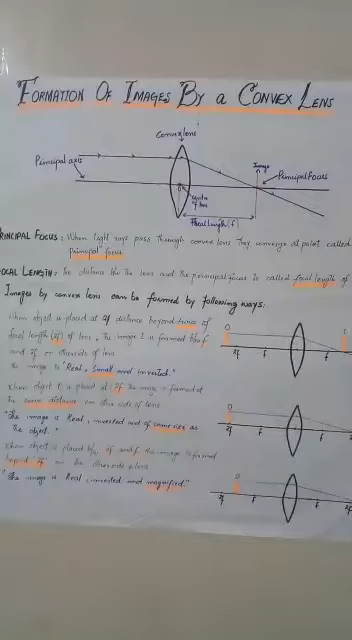 FORMATION OF IMAGES BY a CONVEX LENS
Convex lens
Principal axis
Image
Principal Focus
O
Focal length (f)
PRINCIPAL FOCUS: When light rays pass through convex lens they converge at point called
principal focus
FOCAL LENGTH: The distance b/w the lens and the principal focus is called focal length of
Images by convex lens can be formed by following ways:
When object is placed at 2f distance beyond twice of
focal length (2f) of lens, the image I is formed b/w f
and 2f on otherside of lens
The image is "Real, small and inverted."
O
2f F F
When object O is placed at 2f the image is formed at
the same distance on other side of lens
"The image is Real, inverted and of same size as
the object."
O
2f F F 2f
When object is placed b/w 2f and f the image is formed
beyond "2f" on the otherside of lens
"The image is Real, inverted and magnified."
O
2f F F 2f